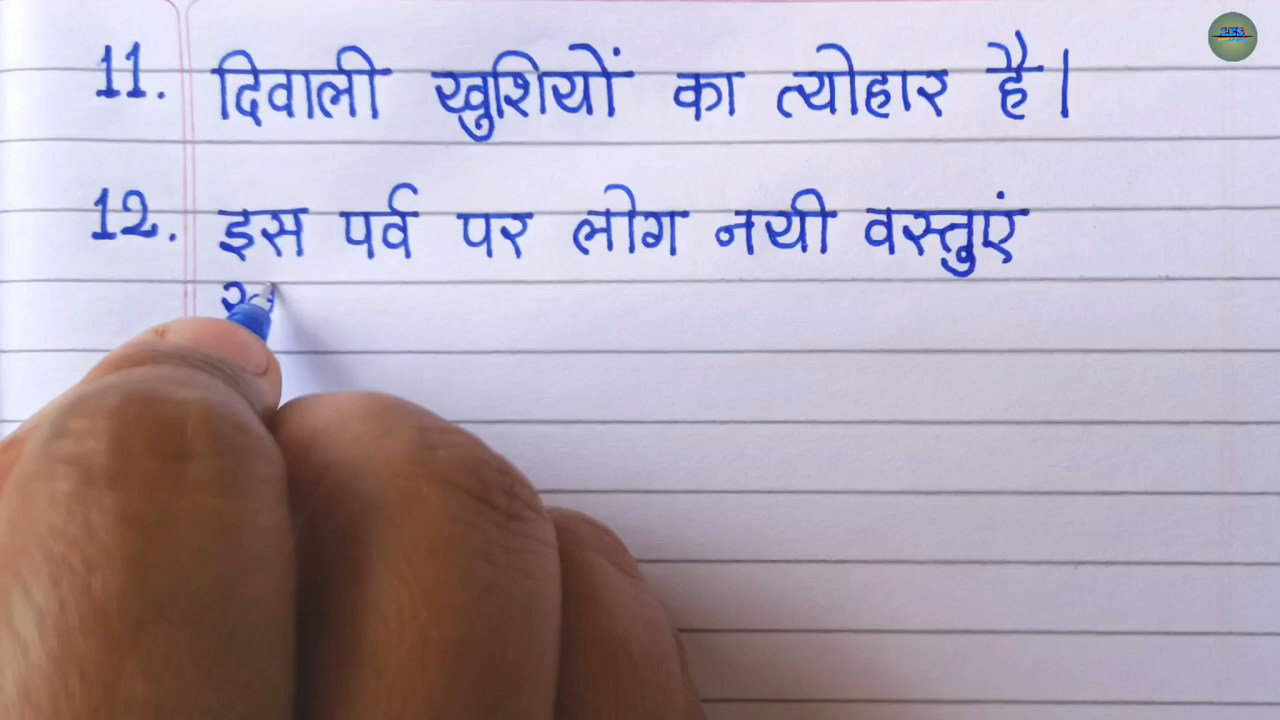 11. दिवाली खुशियों का त्योहार है।
12. इस पर्व पर लोग नयी वस्तुएं